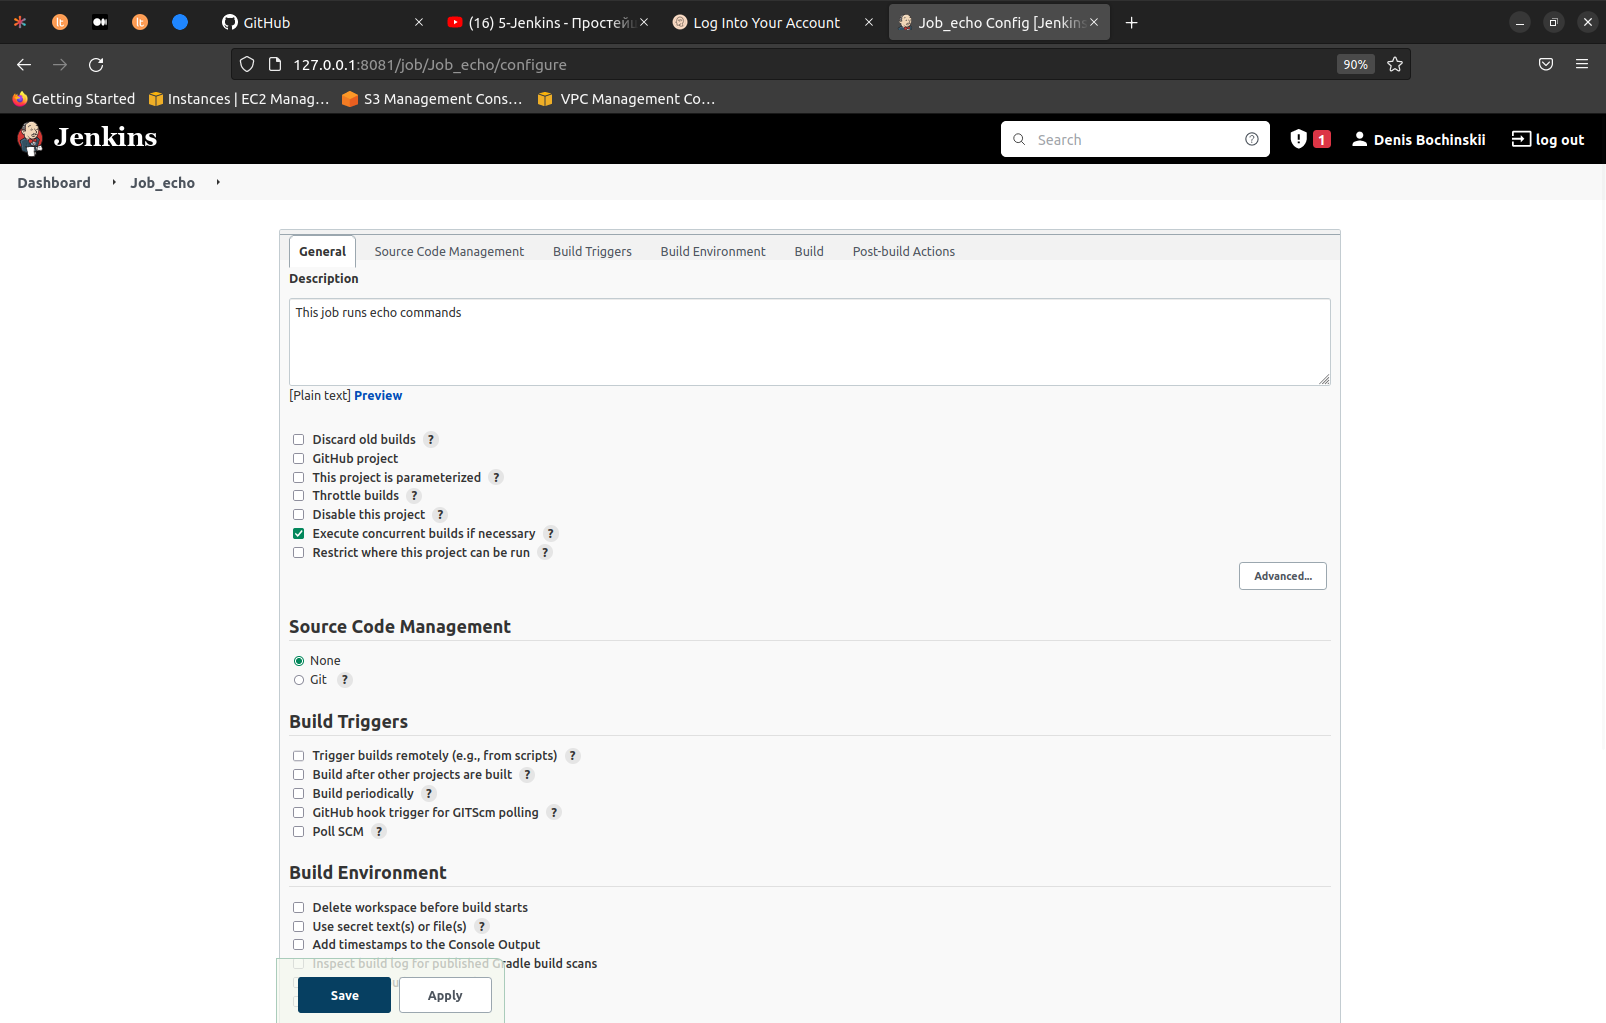 GitHub
(16) 5-Jenkins - Простейш
Log Into Your Account
Job_echo Config [Jenkins
127.0.0.1:8081/job/Job_echo/configure
90%
Getting Started
Instances | EC2 Manag...
S3 Management Cons...
VPC Management Co...
Jenkins
Search
1
Denis Bochinskii
log out
Dashboard
Job_echo
General
Source Code Management
Build Triggers
Build Environment
Build
Post-build Actions
Description
This job runs echo commands
[Plain text] Preview
Discard old builds ?
GitHub project
This project is parameterized ?
Throttle builds ?
Disable this project ?
Execute concurrent builds if necessary ?
Restrict where this project can be run ?
Advanced...
Source Code Management
None
Git ?
Build Triggers
Trigger builds remotely (e.g., from scripts) ?
Build after other projects are built ?
Build periodically ?
GitHub hook trigger for GITScm polling ?
Poll SCM ?
Build Environment
Delete workspace before build starts
Use secret text(s) or file(s) ?
Add timestamps to the Console Output
Inspect build log for published Gradle build scans
Save
Apply